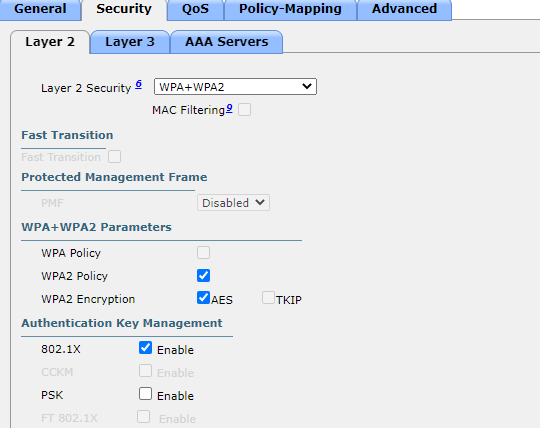 General Security QoS Policy-Mapping Advanced
Layer 2 Layer 3 AAA Servers
Layer 2 Security 6 WPA+WPA2
MAC Filtering 9
Fast Transition
Fast Transition
Protected Management Frame
PMF Disabled
WPA+WPA2 Parameters
WPA Policy
WPA2 Policy
WPA2 Encryption AES TKIP
Authentication Key Management
802.1X Enable
CCKM Enable
PSK Enable
FT 802.1X Enable